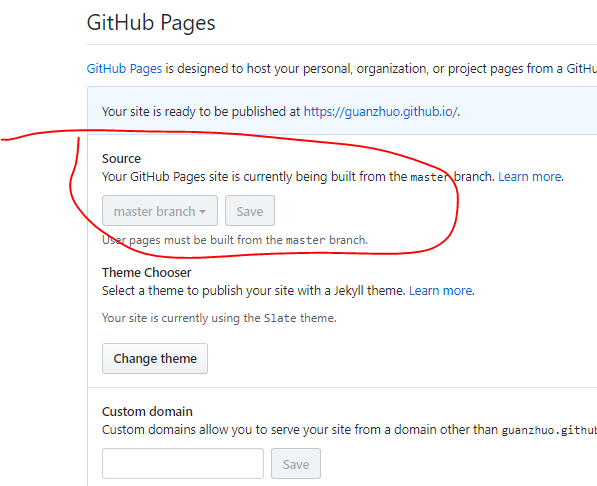 GitHub Pages
GitHub Pages is designed to host your personal, organization, or project pages from a GitHu
Your site is ready to be published at https://guanzhuo.github.io/.
Source
Your GitHub Pages site is currently being built from the master branch. Learn more.
master branch Save
User pages must be built from the master branch.
Theme Chooser
Select a theme to publish your site with a Jekyll theme. Learn more.
Your site is currently using the Slate theme.
Change theme
Custom domain
Custom domains allow you to serve your site from a domain other than guanzhuo.github
Save